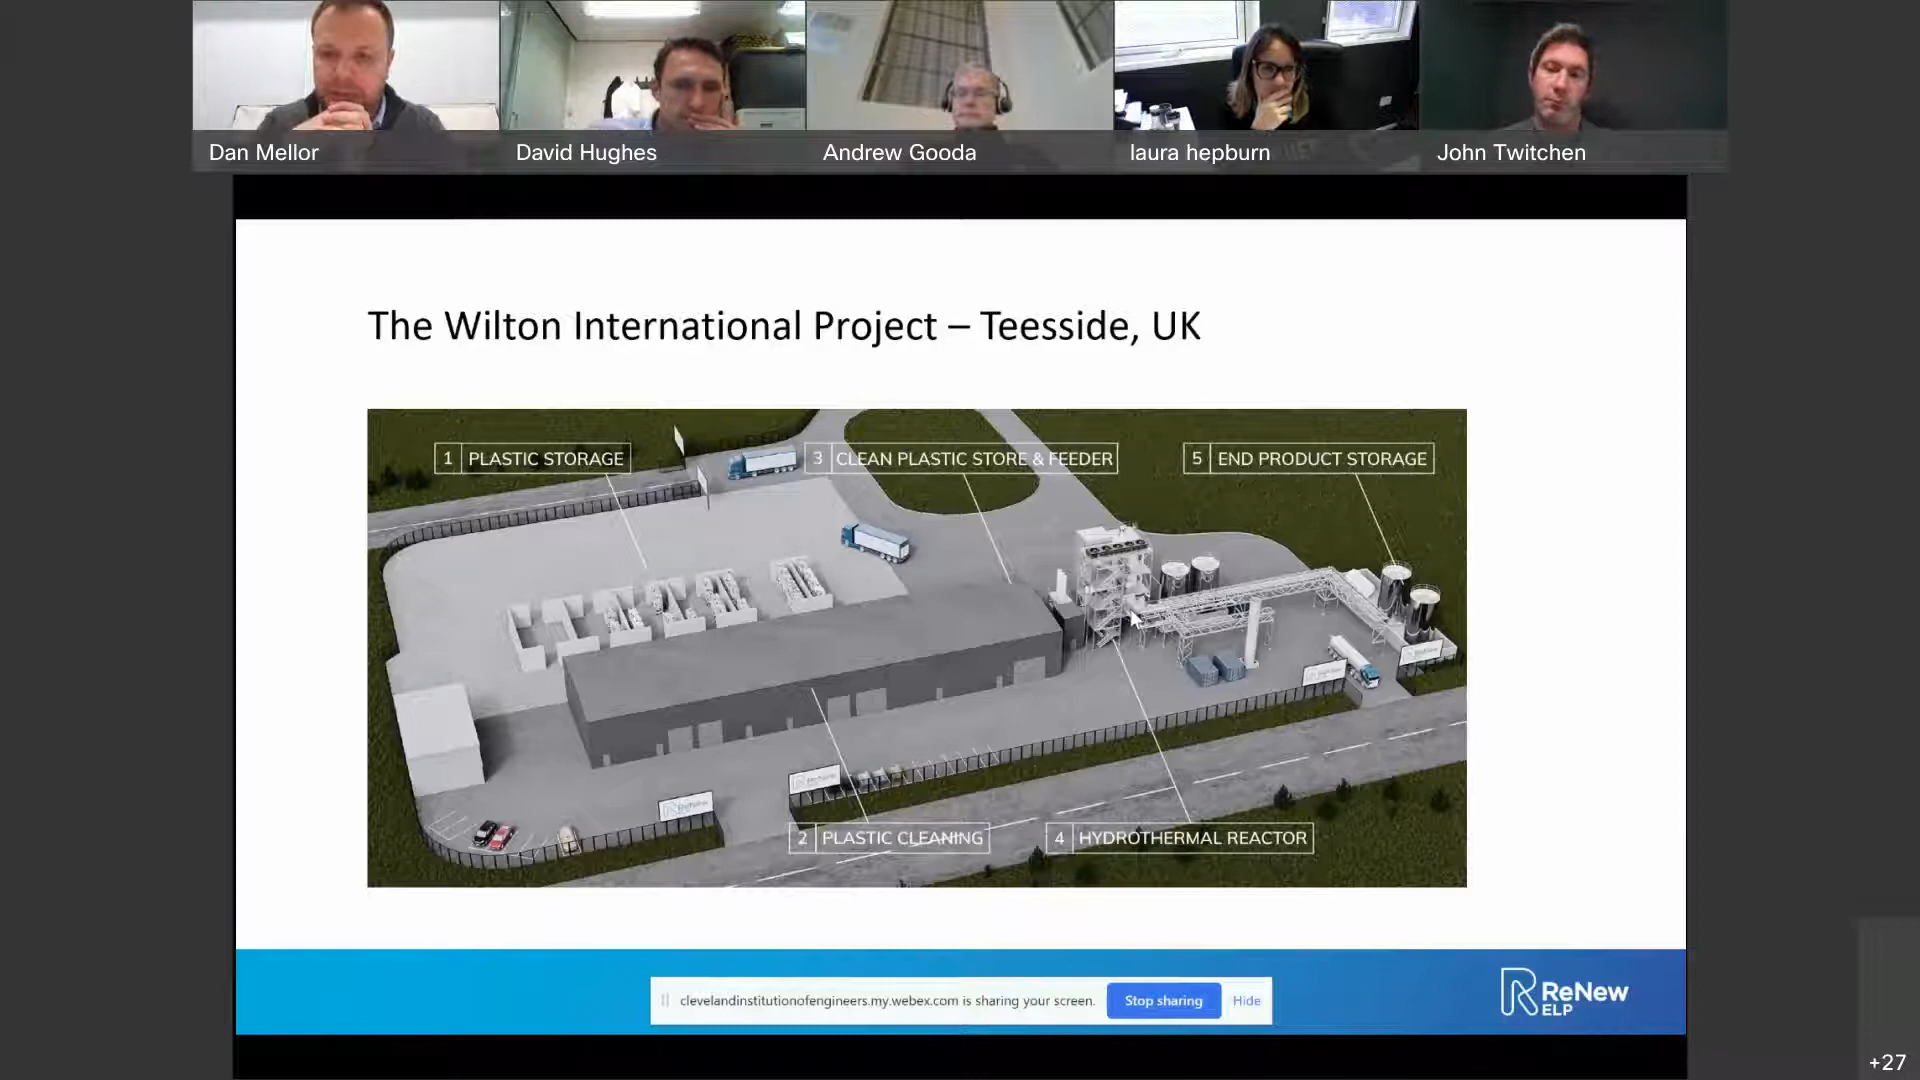 Dan Mellor
David Hughes
Andrew Gooda
laura hepburn
John Twitchen
The Wilton International Project – Teesside, UK
1 PLASTIC STORAGE
3 CLEAN PLASTIC STORE & FEEDER
5 END PRODUCT STORAGE
2 PLASTIC CLEANING
4 HYDROTHERMAL REACTOR
clevelandinstitutionofengineers.my.webex.com is sharing your screen.
Stop sharing
Hide
ReNew
ELP
+27